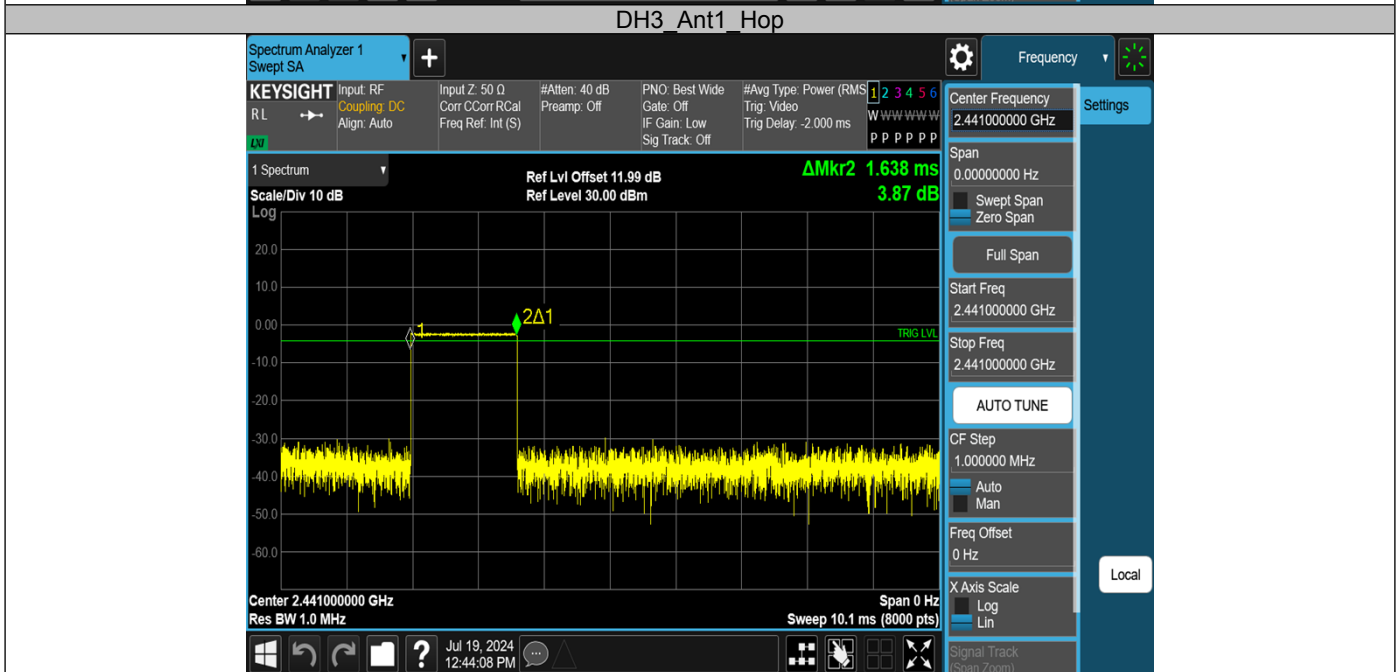 DH3_Ant1_Hop
Spectrum Analyzer 1
Swept SA
+
Frequency
KEYSIGHT
RL
LXI
Input: RF
Coupling: DC
Align: Auto
Input Z: 50 Ω
Corr CCorr RCal
Freq Ref: Int (S)
#Atten: 40 dB
Preamp: Off
PNO: Best Wide
Gate: Off
IF Gain: Low
Sig Track: Off
#Avg Type: Power (RMS
Trig: Video
Trig Delay: -2.000 ms
1 2 3 4 5 6
W W W W W W
P P P P P P
Center Frequency
2.441000000 GHz
Settings
1 Spectrum
Scale/Div 10 dB
Log
Ref Lvl Offset 11.99 dB
Ref Level 30.00 dBm
ΔMkr2 1.638 ms
3.87 dB
Span
0.00000000 Hz
Swept Span
Zero Span
Full Span
Start Freq
2.441000000 GHz
Stop Freq
2.441000000 GHz
AUTO TUNE
CF Step
1.000000 MHz
Auto
Man
Freq Offset
0 Hz
X Axis Scale
Log
Lin
Signal Track
(Span Zoom)
Local
20.0
10.0
0.00
-10.0
-20.0
-30.0
-40.0
-50.0
-60.0
1
2Δ1
TRIG LVL
Center 2.441000000 GHz
Res BW 1.0 MHz
Span 0 Hz
Sweep 10.1 ms (8000 pts)
?
Jul 19, 2024
12:44:08 PM